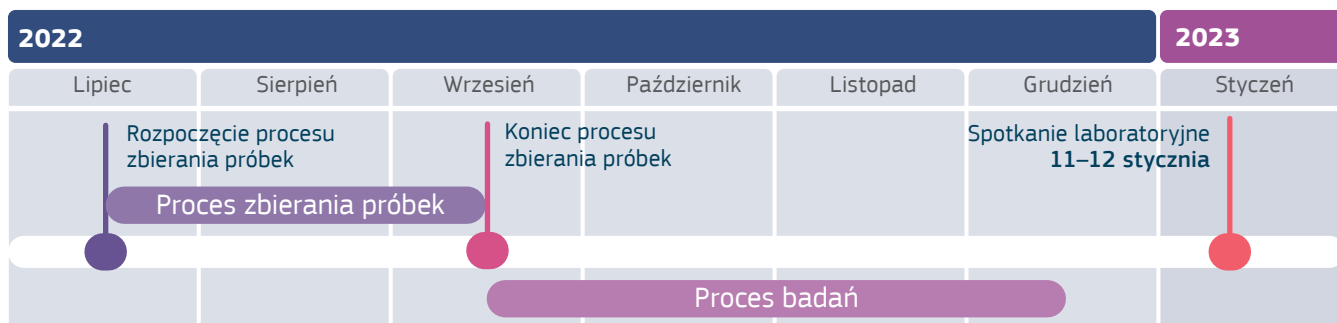 2022
2023
Lipiec
Sierpień
Wrzesień
Październik
Listopad
Grudzień
Styczeń
Rozpoczęcie procesu
zbierania próbek
Koniec procesu
zbierania próbek
Spotkanie laboratoryjne
11–12 stycznia
Proces zbierania próbek
Proces badań